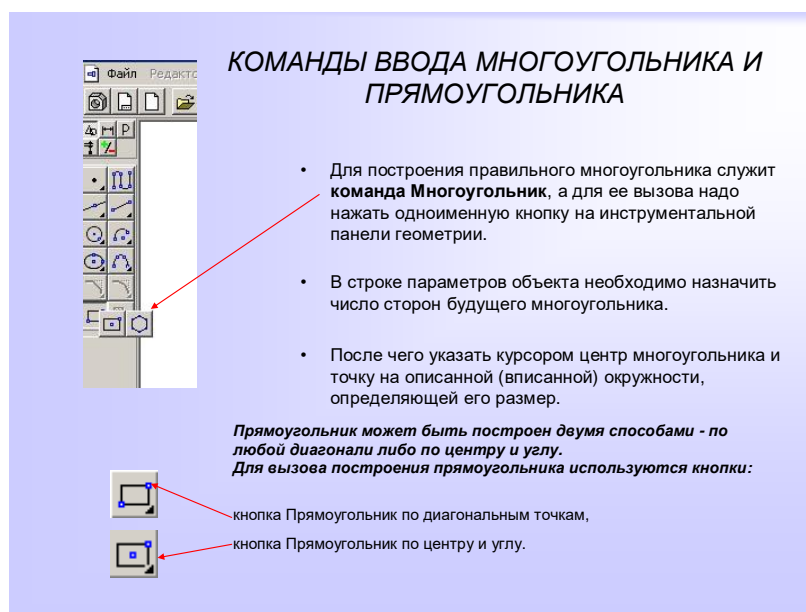 КОМАНДЫ ВВОДА МНОГОУГОЛЬНИКА И
ПРЯМОУГОЛЬНИКА
Файл Редакто
P
• Для построения правильного многоугольника служит
команда Многоугольник, а для ее вызова надо
нажать одноименную кнопку на инструментальной
панели геометрии.
• В строке параметров объекта необходимо назначить
число сторон будущего многоугольника.
• После чего указать курсором центр многоугольника и
точку на описанной (вписанной) окружности,
определяющей его размер.
Прямоугольник может быть построен двумя способами - по
любой диагонали либо по центру и углу.
Для вызова построения прямоугольника используются кнопки:
кнопка Прямоугольник по диагональным точкам,
кнопка Прямоугольник по центру и углу.